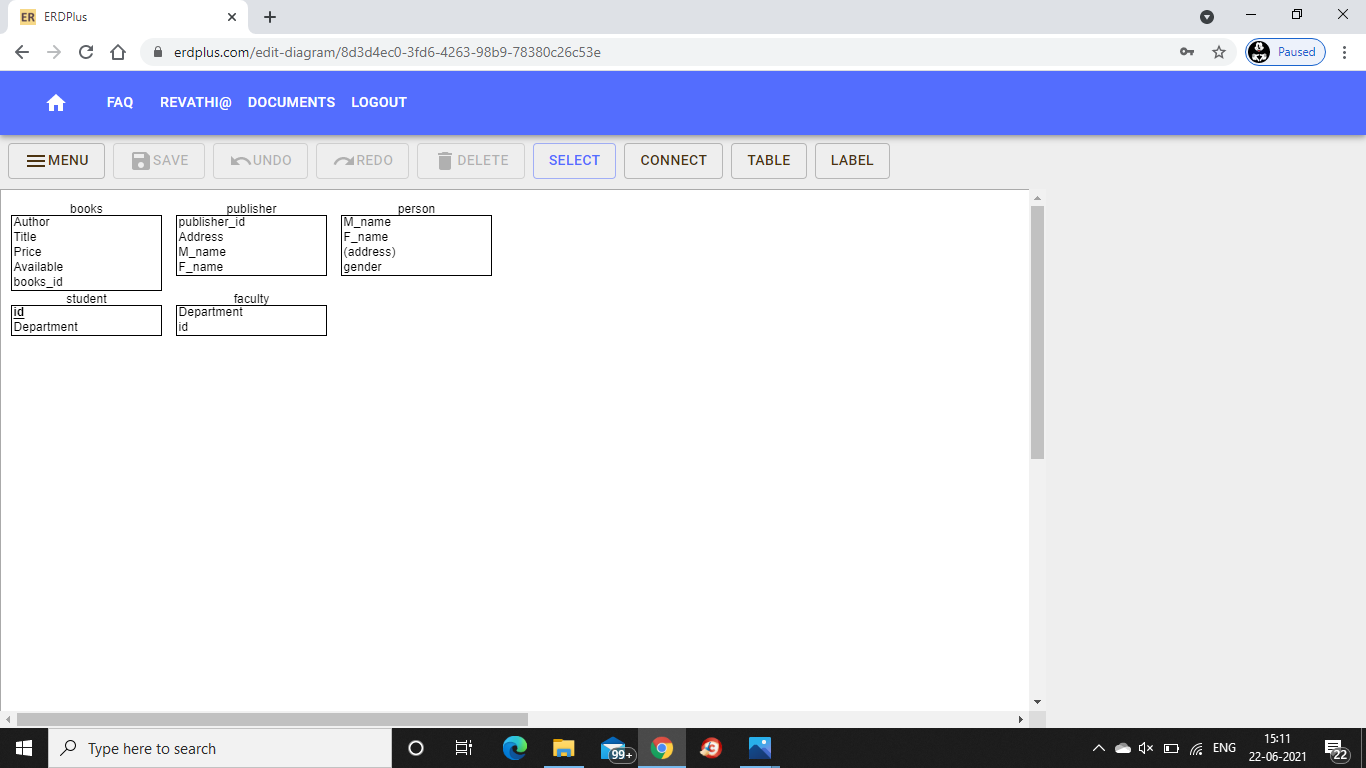 ER ERDPlus
erdplus.com/edit-diagram/8d3d4ec0-3fd6-4263-98b9-78380c26c53e
Paused
FAQ REVATHI@ DOCUMENTS LOGOUT
MENU SAVE UNDO REDO DELETE SELECT CONNECT TABLE LABEL
books
Author
Title
Price
Available
books_id
publisher
publisher_id
Address
M_name
F_name
person
M_name
F_name
(address)
gender
student
id
Department
faculty
Department
id
Type here to search
99+
ENG
15:11
22-06-2021
22